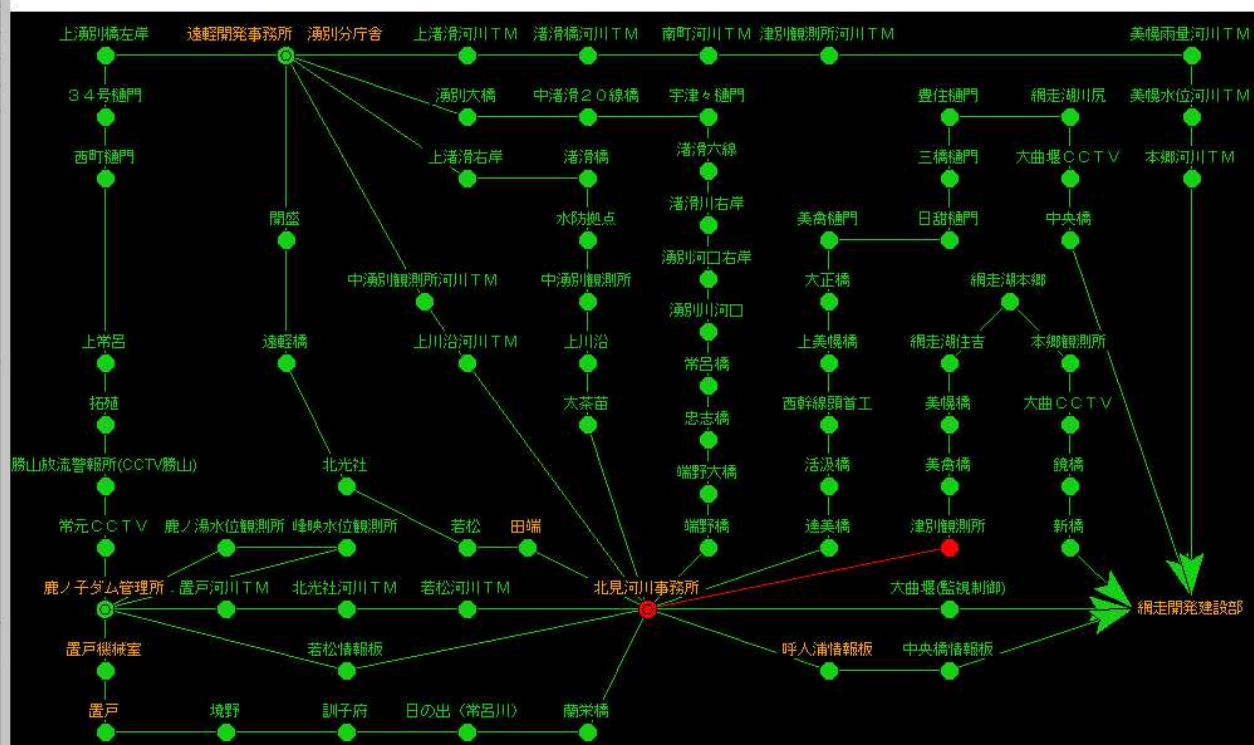 上湧別橋左岸 遠軽開発事務所 湧別分庁舎 上渚滑河川TM 渚滑橋河川TM 南町河川TM 津別観測所河川TM 美幌雨量河川TM
34号樋門 湧別大橋 中渚滑20線橋 宇津々樋門 豊住樋門 網走湖川尻 美幌水位河川TM
西町樋門 上渚滑右岸 渚滑橋 渚滑六線 三橋樋門 大曲堰CCTV 本郷河川TM
渚滑川右岸
開盛 水防拠点 美禽樋門 日甜樋門 中央橋
湧別河口右岸
中湧別観測所河川TM 中湧別観測所 大正橋 網走湖本郷
湧別川河口
上常呂 遠軽橋 上川沿河川TM 上川沿 上美幌橋 網走湖住吉 本郷観測所
常呂橋
拓殖 太茶苗 西幹線頭首工 美幌橋 大曲CCTV
忠志橋
勝山放流警報所(CCTV勝山) 北光社 端野大橋 活汲橋 美禽橋 鏡橋
常元CCTV 鹿ノ湯水位観測所 峰映水位観測所 若松 田端 端野橋 達美橋 津別観測所 新橋
鹿ノ子ダム管理所 置戸河川TM 北光社河川TM 若松河川TM 北見河川事務所 大曲堰(監視制御)
網走開発建設部
置戸機械室 若松情報板 呼人浦情報板 中央橋情報板
置戸 境野 訓子府 日の出(常呂川) 蘭栄橋